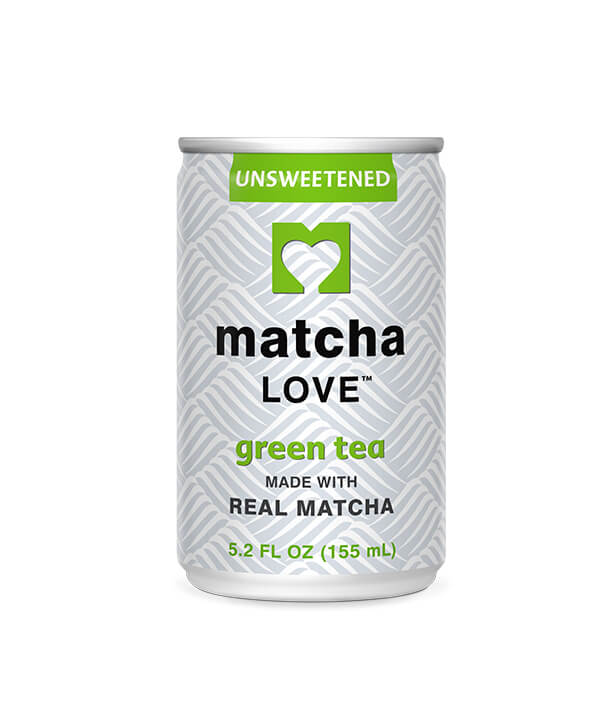 UNSWEETENED
matcha
LOVE™
green tea
MADE WITH
REAL MATCHA
5.2 FL OZ (155 mL)